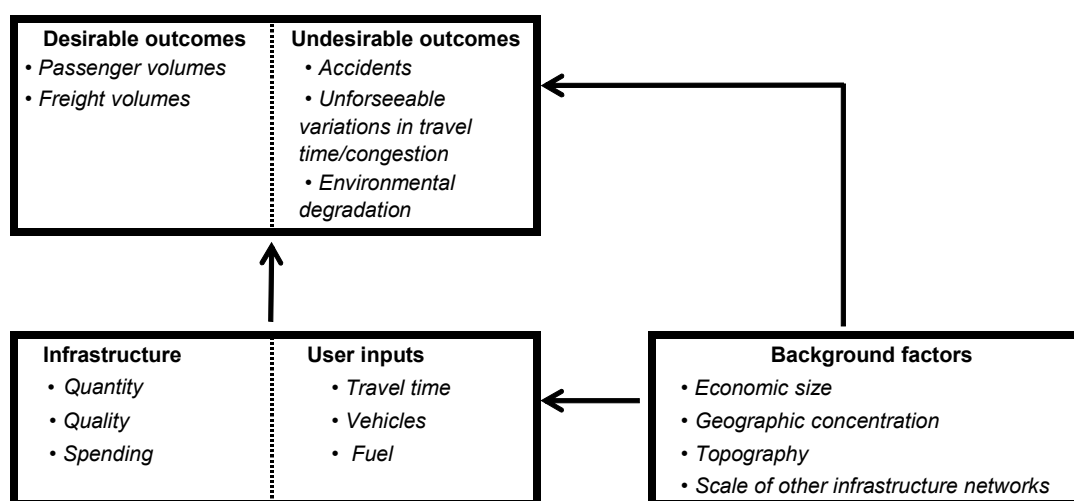 Desirable outcomes
• Passenger volumes
• Freight volumes
Undesirable outcomes
• Accidents
• Unforseeable
variations in travel
time/congestion
• Environmental
degradation
Infrastructure
• Quantity
• Quality
• Spending
User inputs
• Travel time
• Vehicles
• Fuel
Background factors
• Economic size
• Geographic concentration
• Topography
• Scale of other infrastructure networks